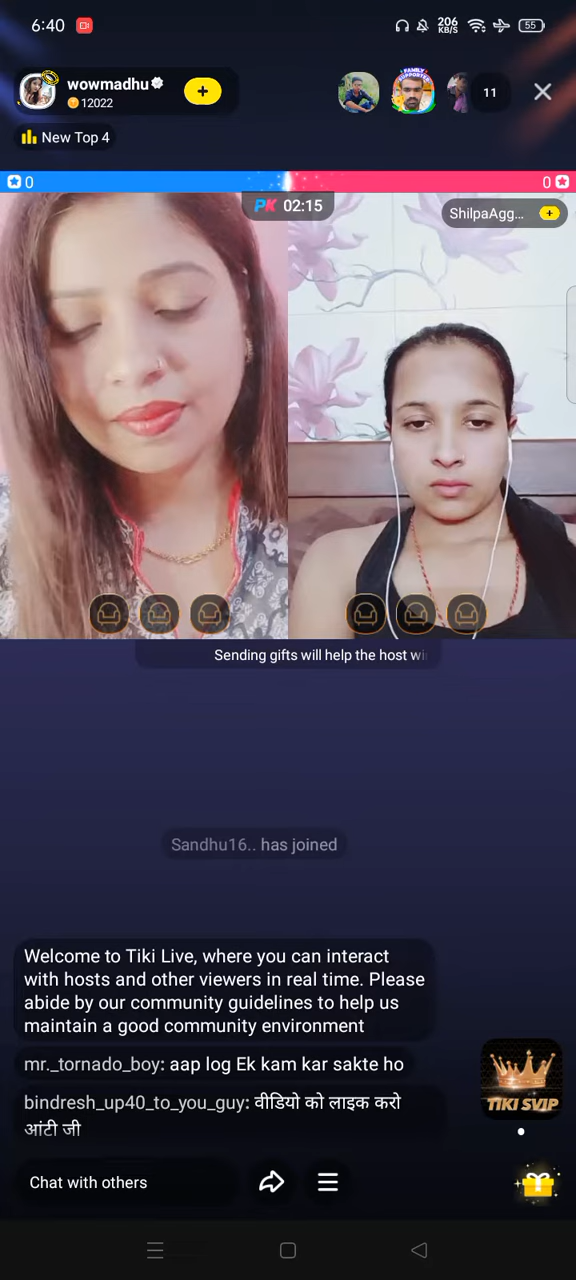 6:40
206
KB/S
55
wowmadhu
12022
11
New Top 4
0
0
PK 02:15
ShilpaAgg...
Sending gifts will help the host
Sandhu16.. has joined
Welcome to Tiki Live, where you can interact
with hosts and other viewers in real time. Please
abide by our community guidelines to help us
maintain a good community environment
mr._tornado_boy: aap log Ek kam kar sakte ho
bindresh_up40_to_you_guy: वीडियो को लाइक करो
आंटी जी
TIKI SVIP
Chat with others